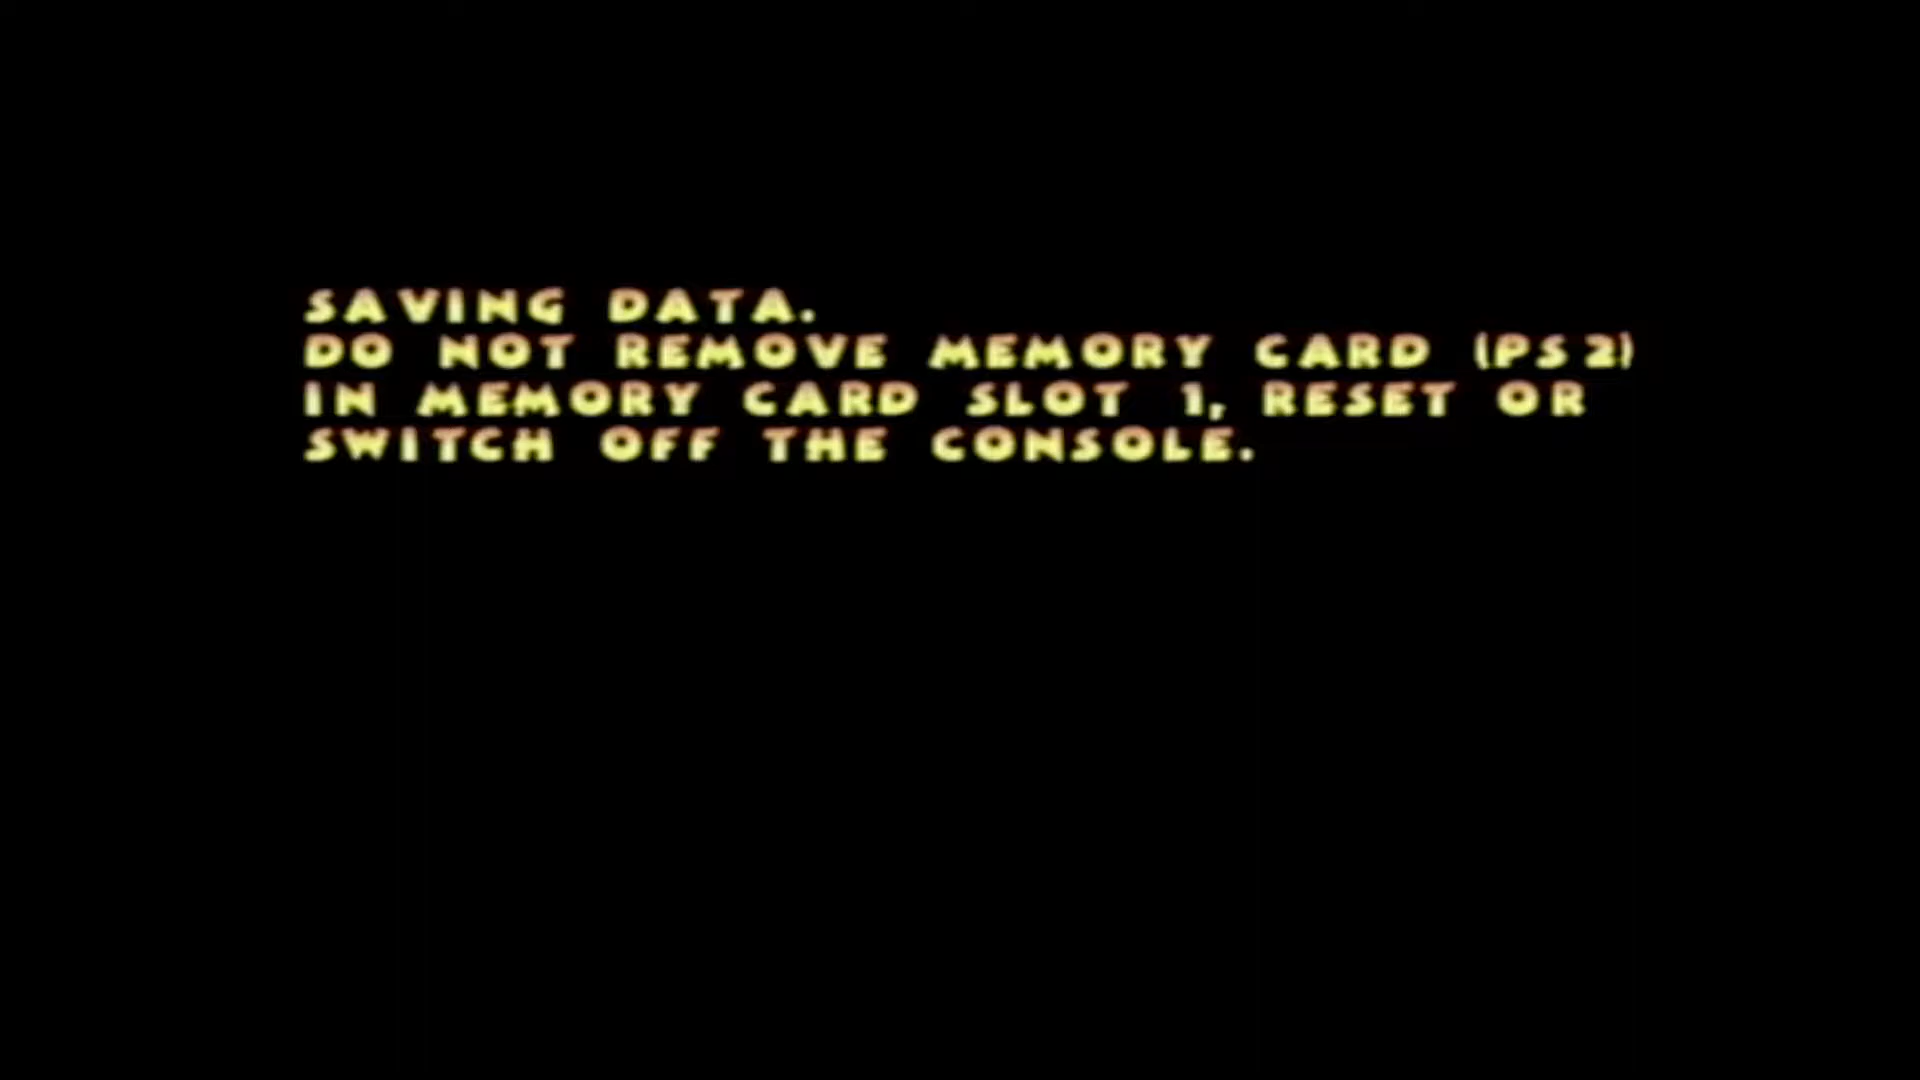 SAVING DATA.
DO NOT REMOVE MEMORY CARD (PS2)
IN MEMORY CARD SLOT 1, RESET OR
SWITCH OFF THE CONSOLE.